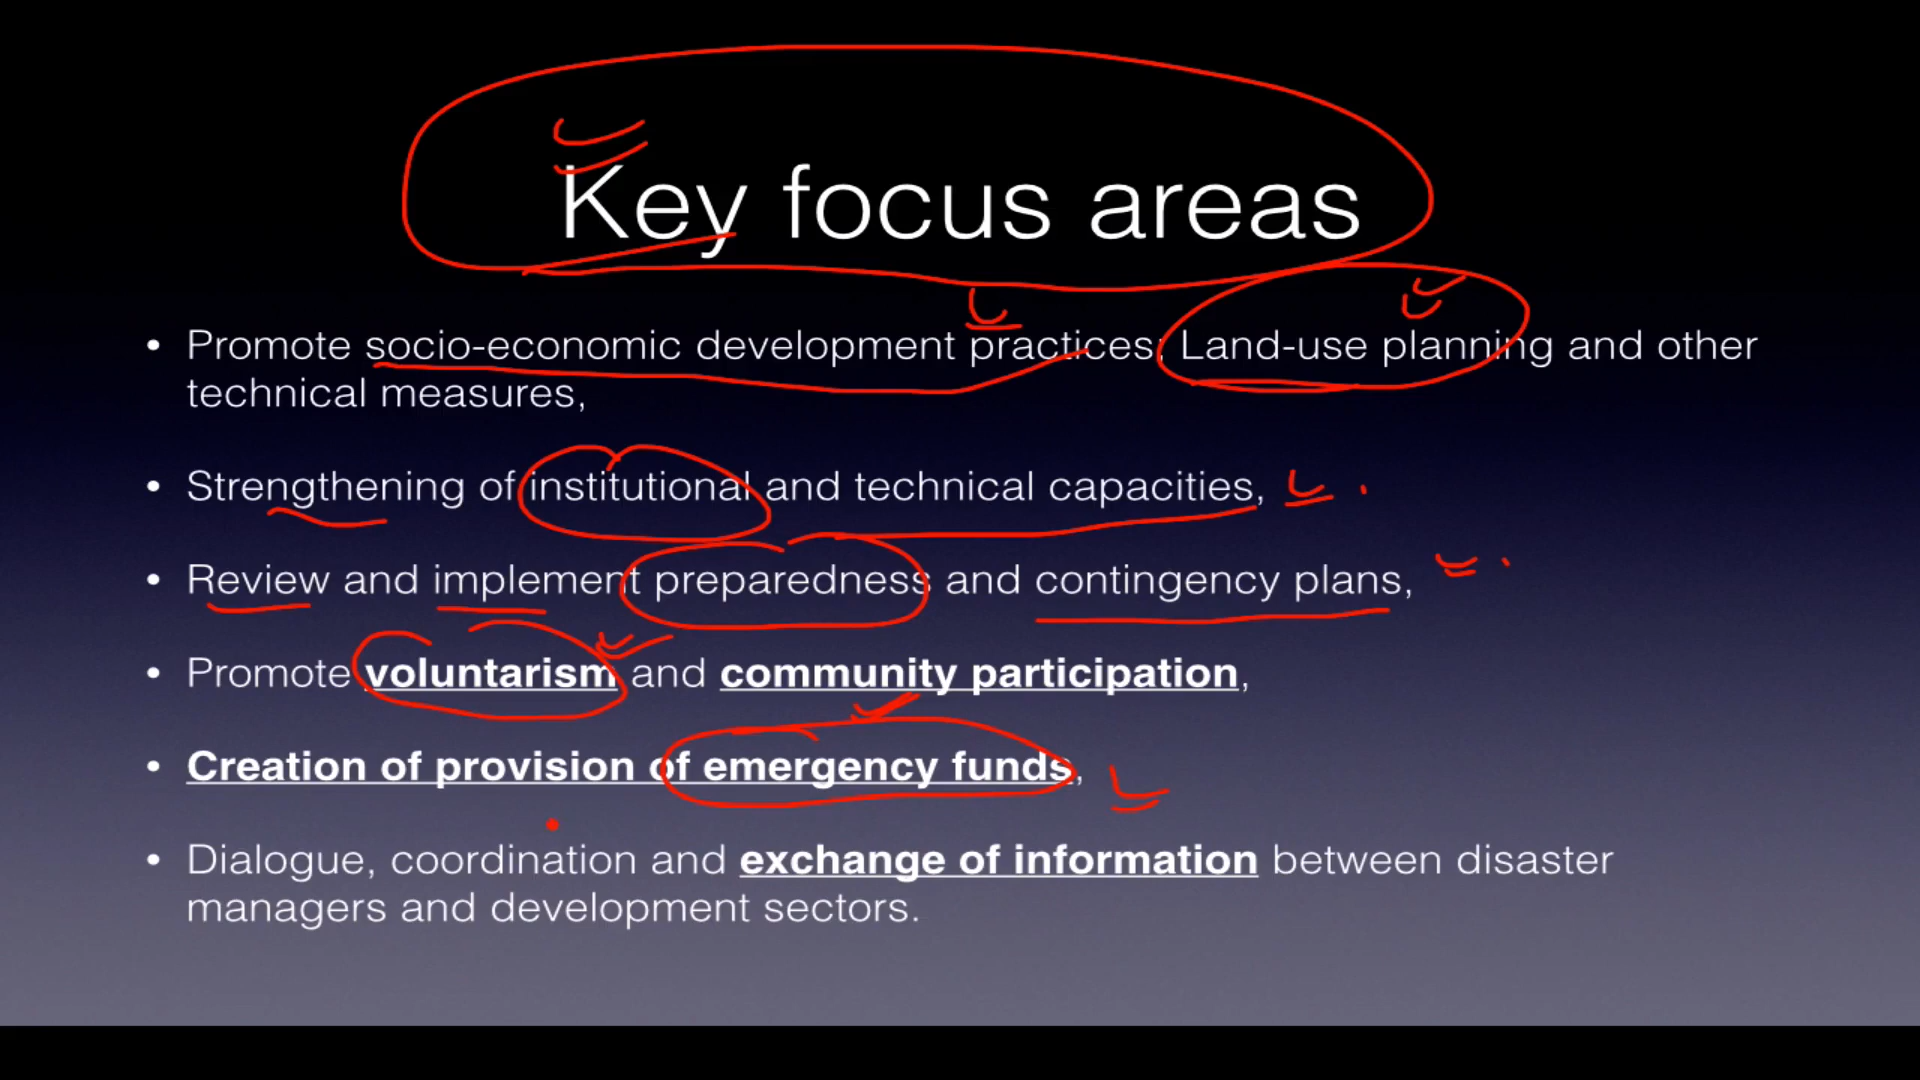 Key focus areas
• Promote socio-economic development practices; Land-use planning and other
technical measures,
• Strengthening of institutional and technical capacities,
• Review and implement preparedness and contingency plans,
• Promote voluntarism and community participation,
• Creation of provision of emergency funds,
• Dialogue, coordination and exchange of information between disaster
managers and development sectors.